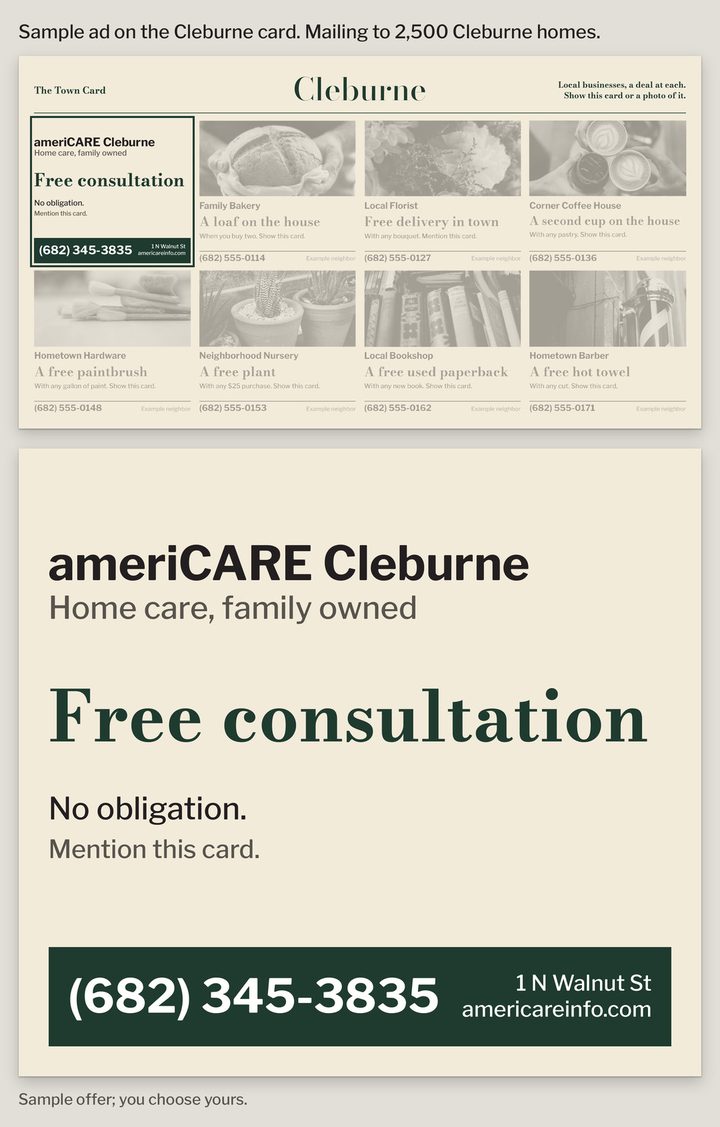 Sample ad on the Cleburne card. Mailing to 2,500 Cleburne homes.
The Town Card
Cleburne
Local businesses, a deal at each.
Show this card or a photo of it.
ameriCARE Cleburne
Home care, family owned
Free consultation
No obligation.
Mention this card.
(682) 345-3835
1 N Walnut St
americareinfo.com
Family Bakery
A loaf on the house
When you buy two. Show this card.
(682) 555-0114
Example neighbor
Local Florist
Free delivery in town
With any bouquet. Mention this card.
(682) 555-0127
Example neighbor
Corner Coffee House
A second cup on the house
With any pastry. Show this card.
(682) 555-0136
Example neighbor
Hometown Hardware
A free paintbrush
With any gallon of paint. Show this card.
(682) 555-0148
Example neighbor
Neighborhood Nursery
A free plant
With any $25 purchase. Show this card.
(682) 555-0153
Example neighbor
Local Bookshop
A free used paperback
With any new book. Show this card.
(682) 555-0162
Example neighbor
Hometown Barber
A free hot towel
With any cut. Show this card.
(682) 555-0171
Example neighbor
ameriCARE Cleburne
Home care, family owned
Free consultation
No obligation.
Mention this card.
(682) 345-3835
1 N Walnut St
americareinfo.com
Sample offer; you choose yours.